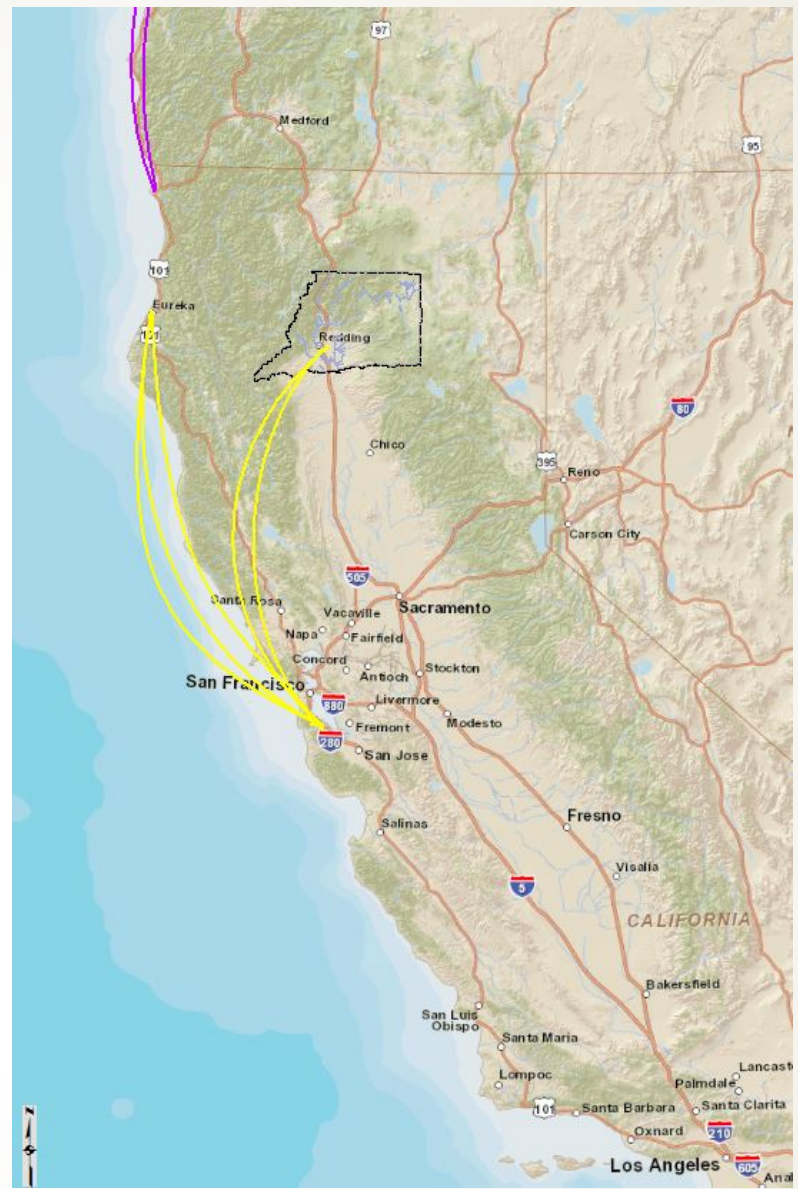 97
Medford
95
101
Eureka
101
Redding
80
Chico
395
Reno
Carson City
505
Santa Rosa
Sacramento
Vacaville
Napa
Fairfield
Concord
Antioch
Stockton
San Francisco
880
Livermore
Modesto
Fremont
280
San Jose
Salinas
Fresno
Visalia
5
CALIFORNIA
Bakersfield
San Luis
Obispo
Santa Maria
Lompoc
Lancast
Palmdale
101
Santa Barbara
Santa Clarita
210
Oxnard
Los Angeles
605
Anal
N